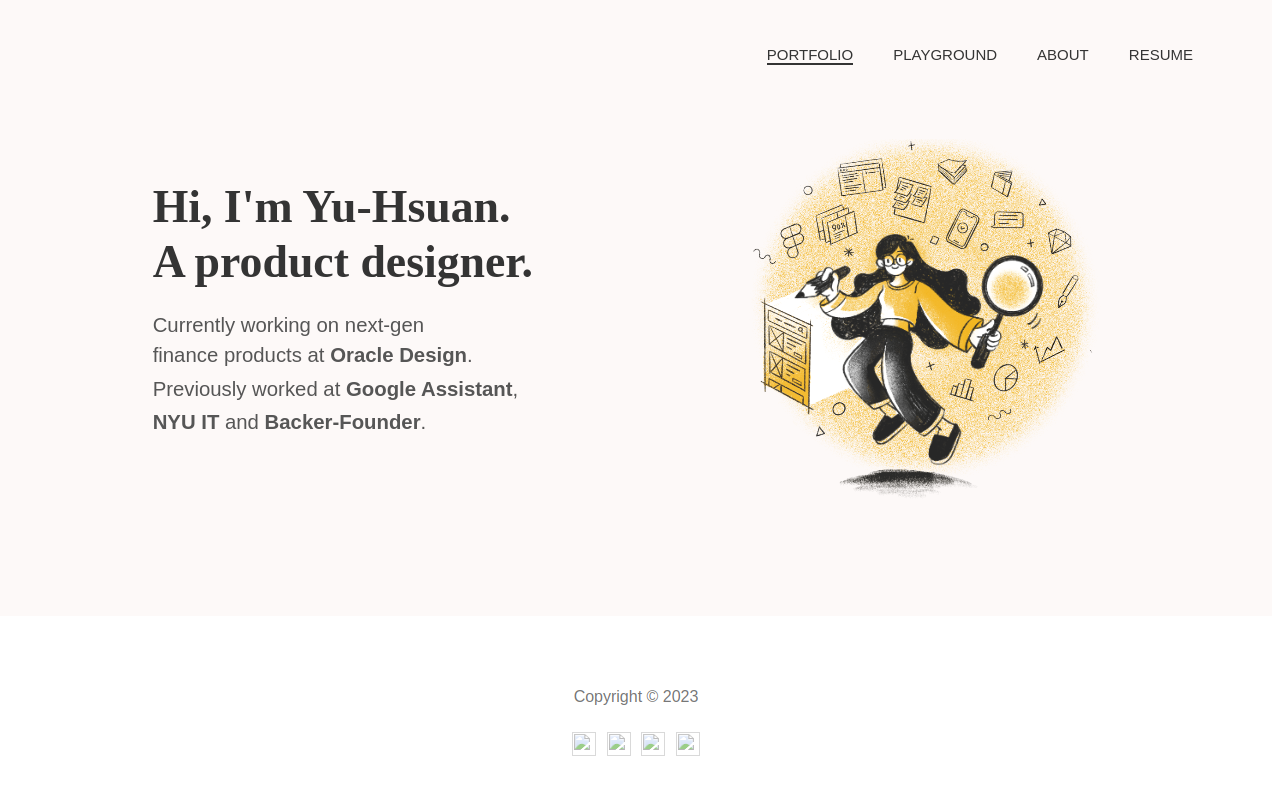 PORTFOLIO PLAYGROUND ABOUT RESUME
Hi, I'm Yu-Hsuan.
A product designer.
Currently working on next-gen
finance products at Oracle Design.
Previously worked at Google Assistant,
NYU IT and Backer-Founder.
Copyright © 2023